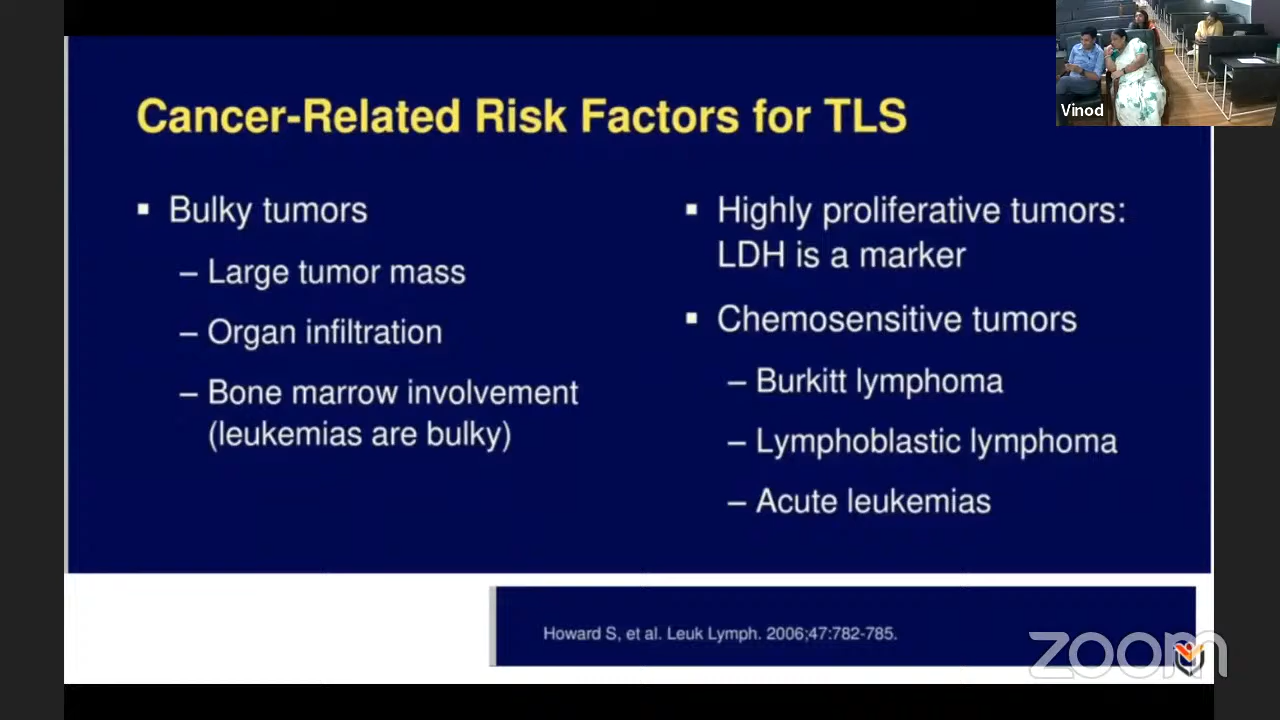 Cancer-Related Risk Factors for TLS
▪ Bulky tumors
– Large tumor mass
– Organ infiltration
– Bone marrow involvement
(leukemias are bulky)
▪ Highly proliferative tumors:
LDH is a marker
▪ Chemosensitive tumors
– Burkitt lymphoma
– Lymphoblastic lymphoma
– Acute leukemias
Howard S, et al. Leuk Lymph. 2006;47:782-785.
Vinod
zoom